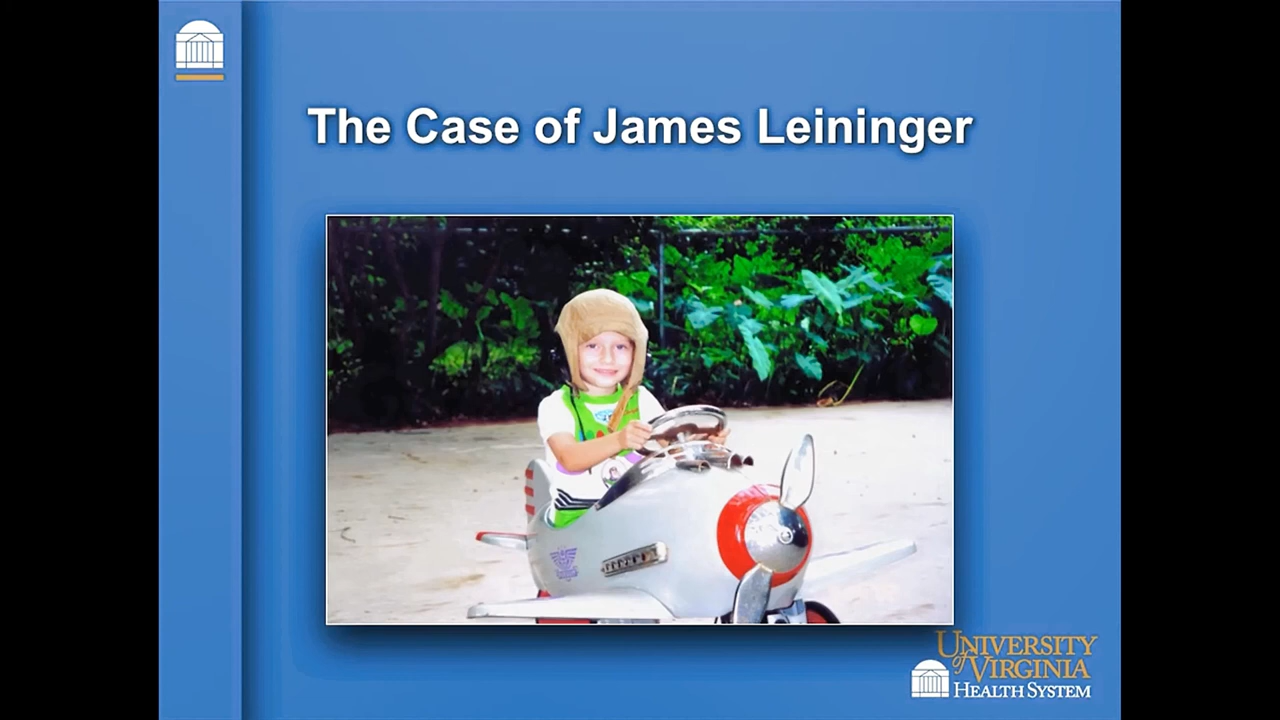 The Case of James Leininger
UNIVERSITY
of VIRGINIA
HEALTH SYSTEM